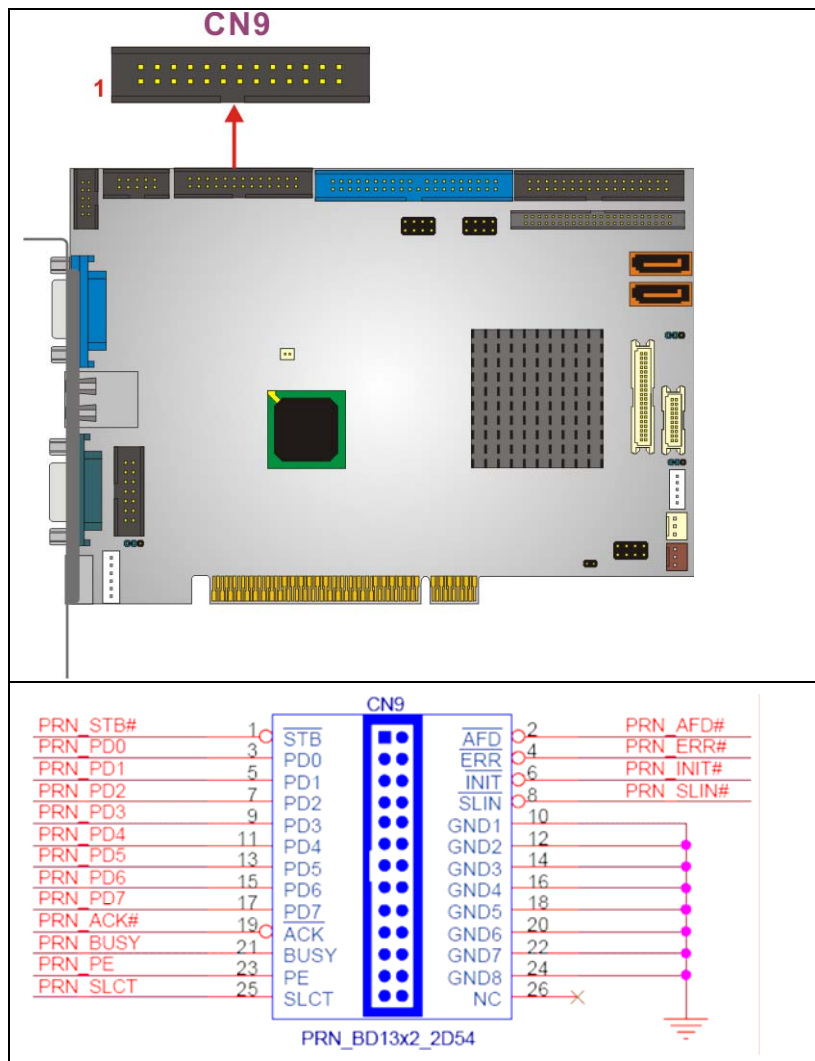 CN9
1
CN9
PRN_STB# 1 STB AFD 2 PRN_AFD#
PRN_PD0 3 PD0 ERR 4 PRN_ERR#
PRN_PD1 5 PD1 INIT 6 PRN_INIT#
PRN_PD2 7 PD2 SLIN 8 PRN_SLIN#
PRN_PD3 9 PD3 GND1 10
PRN_PD4 11 PD4 GND2 12
PRN_PD5 13 PD5 GND3 14
PRN_PD6 15 PD6 GND4 16
PRN_PD7 17 PD7 GND5 18
PRN_ACK# 19 ACK GND6 20
PRN_BUSY 21 BUSY GND7 22
PRN_PE 23 PE GND8 24
PRN_SLCT 25 SLCT NC 26
PRN_BD13x2_2D54